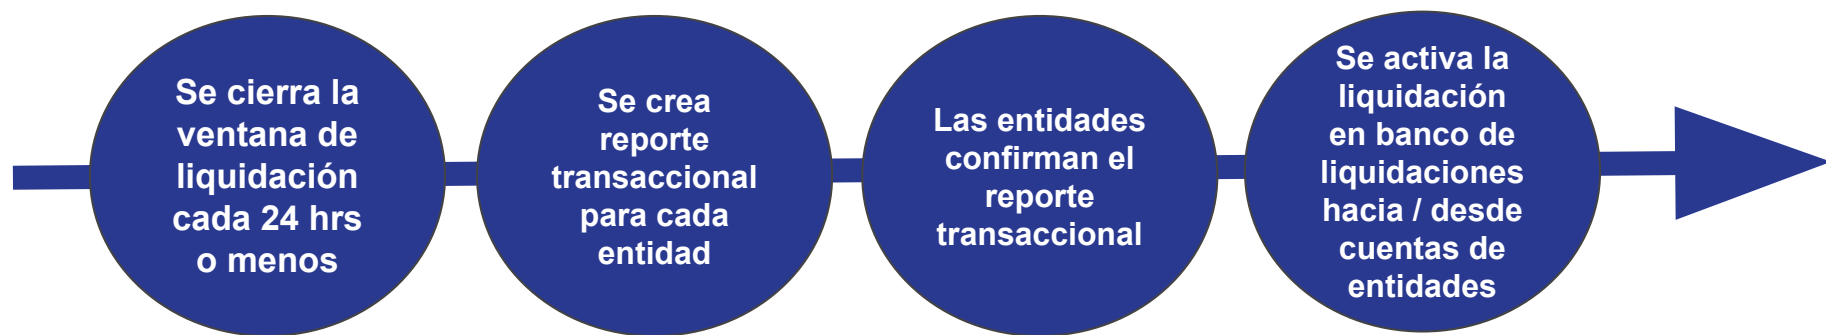 Se cierra la
ventana de
liquidación
cada 24 hrs
o menos
Se crea
reporte
transaccional
para cada
entidad
Las entidades
confirman el
reporte
transaccional
Se activa la
liquidación
en banco de
liquidaciones
hacia / desde
cuentas de
entidades